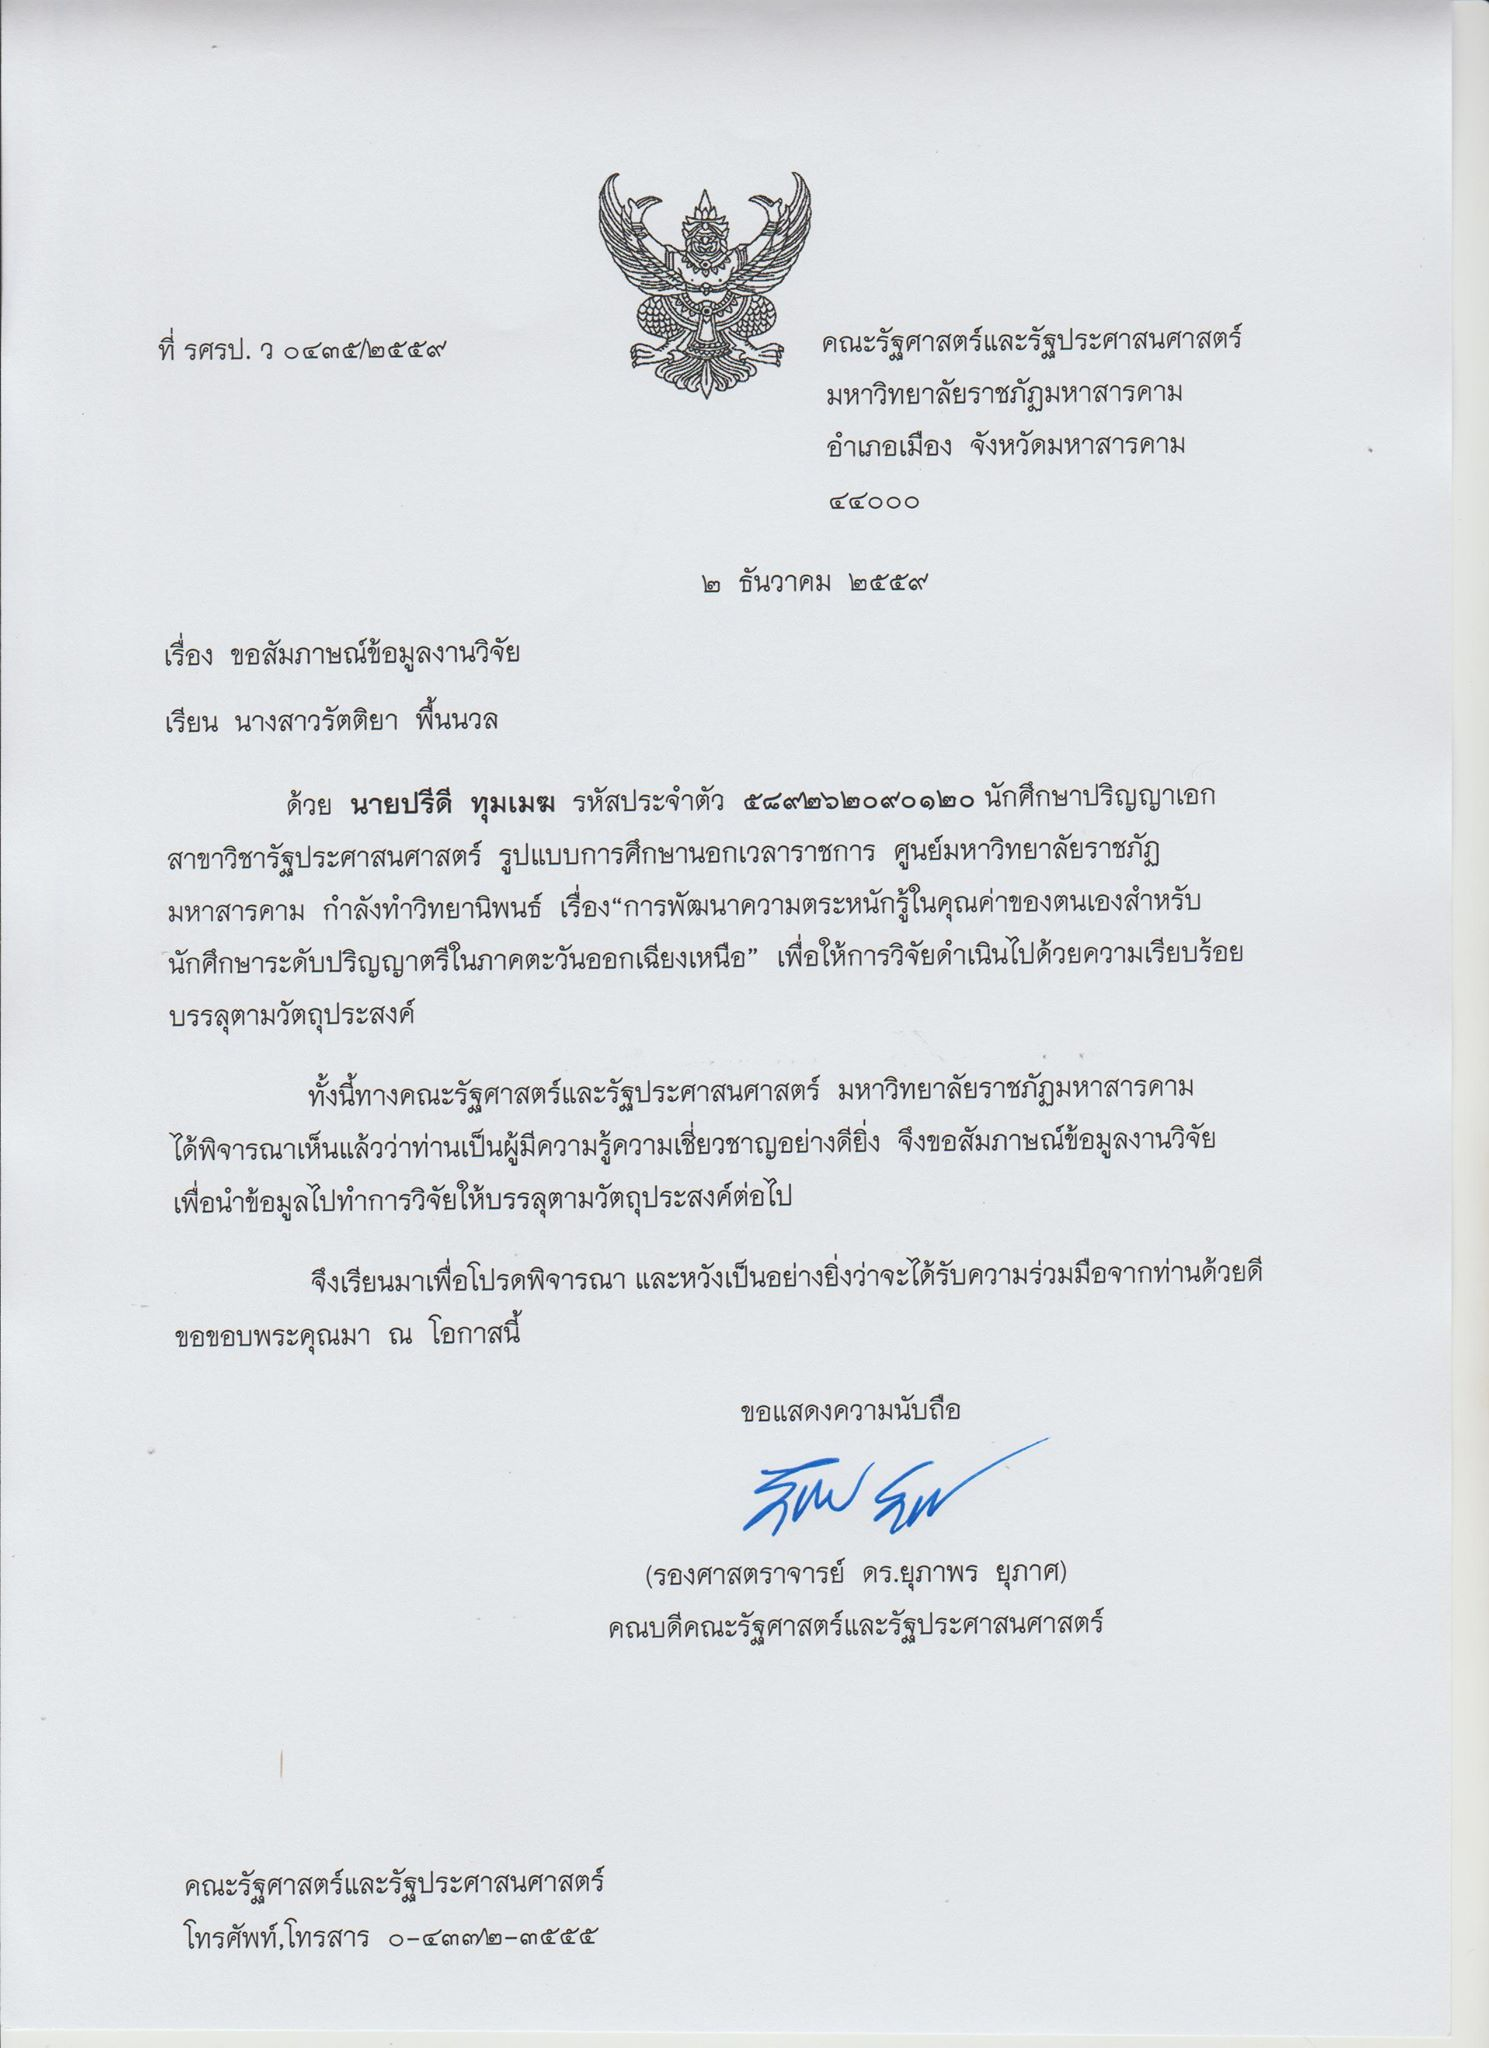 ที่ รศรป. ว ๐๔๓๕/๒๕๕๙
คณะรัฐศาสตร์และรัฐประศาสนศาสตร์
มหาวิทยาลัยราชภัฏมหาสารคาม
อำเภอเมือง จังหวัดมหาสารคาม
๔๔๐๐๐
๒ ธันวาคม ๒๕๕๙
เรื่อง ขอสัมภาษณ์ข้อมูลงานวิจัย
เรียน นางสาวรัตติยา พื้นนวล
ด้วย นายปรีดี ทุมเมฆ รหัสประจำตัว ๕๘๙๒๖๒๐๙๐๑๒๐ นักศึกษาปริญญาเอก
สาขาวิชารัฐประศาสนศาสตร์ รูปแบบการศึกษานอกเวลาราชการ ศูนย์มหาวิทยาลัยราชภัฏ
มหาสารคาม กำลังทำวิทยานิพนธ์ เรื่อง“การพัฒนาความตระหนักรู้ในคุณค่าของตนเองสำหรับ
นักศึกษาระดับปริญญาตรีในภาคตะวันออกเฉียงเหนือ” เพื่อให้การวิจัยดำเนินไปด้วยความเรียบร้อย
บรรลุตามวัตถุประสงค์
ทั้งนี้ทางคณะรัฐศาสตร์และรัฐประศาสนศาสตร์ มหาวิทยาลัยราชภัฏมหาสารคาม
ได้พิจารณาเห็นแล้วว่าท่านเป็นผู้มีความรู้ความเชี่ยวชาญอย่างดียิ่ง จึงขอสัมภาษณ์ข้อมูลงานวิจัย
เพื่อนำข้อมูลไปทำการวิจัยให้บรรลุตามวัตถุประสงค์ต่อไป
จึงเรียนมาเพื่อโปรดพิจารณา และหวังเป็นอย่างยิ่งว่าจะได้รับความร่วมมือจากท่านด้วยดี
ขอขอบพระคุณมา ณ โอกาสนี้
ขอแสดงความนับถือ
(รองศาสตราจารย์ ดร.ยุภาพร ยุภาศ)
คณบดีคณะรัฐศาสตร์และรัฐประศาสนศาสตร์
คณะรัฐศาสตร์และรัฐประศาสนศาสตร์
โทรศัพท์,โทรสาร ๐-๔๓๗๒-๓๕๕๕